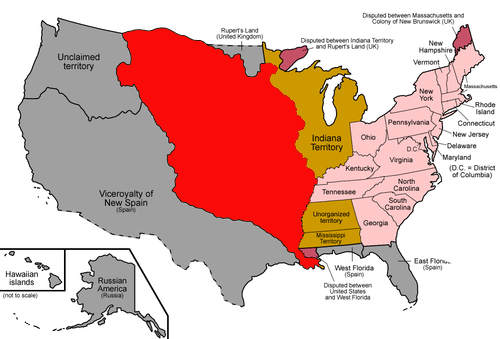 Disputed between Massachusetts and
Colony of New Brunswick (UK)
Rupert's Land
(United Kingdom)
Disputed between Indiana Territory
and Rupert's Land (UK)
New
Hampshire
Vermont
Unclaimed
territory
Massachusetts
New
York
Rhode
Island
Connecticut
Pennsylvania
New Jersey
Ohio
Indiana
Territory
Delaware
D.C.
Maryland
(D.C. = District
of Columbia)
Virginia
Kentucky
Viceroyalty of
New Spain
(Spain)
North
Carolina
Tennessee
South
Carolina
Unorganized
territory
Georgia
Mississippi
Territory
West Florida
(Spain)
East Flori
(Spain)
Disputed between
United States
and West Florida
Hawaiian
islands
(not to scale)
Russian
America
(Russia)